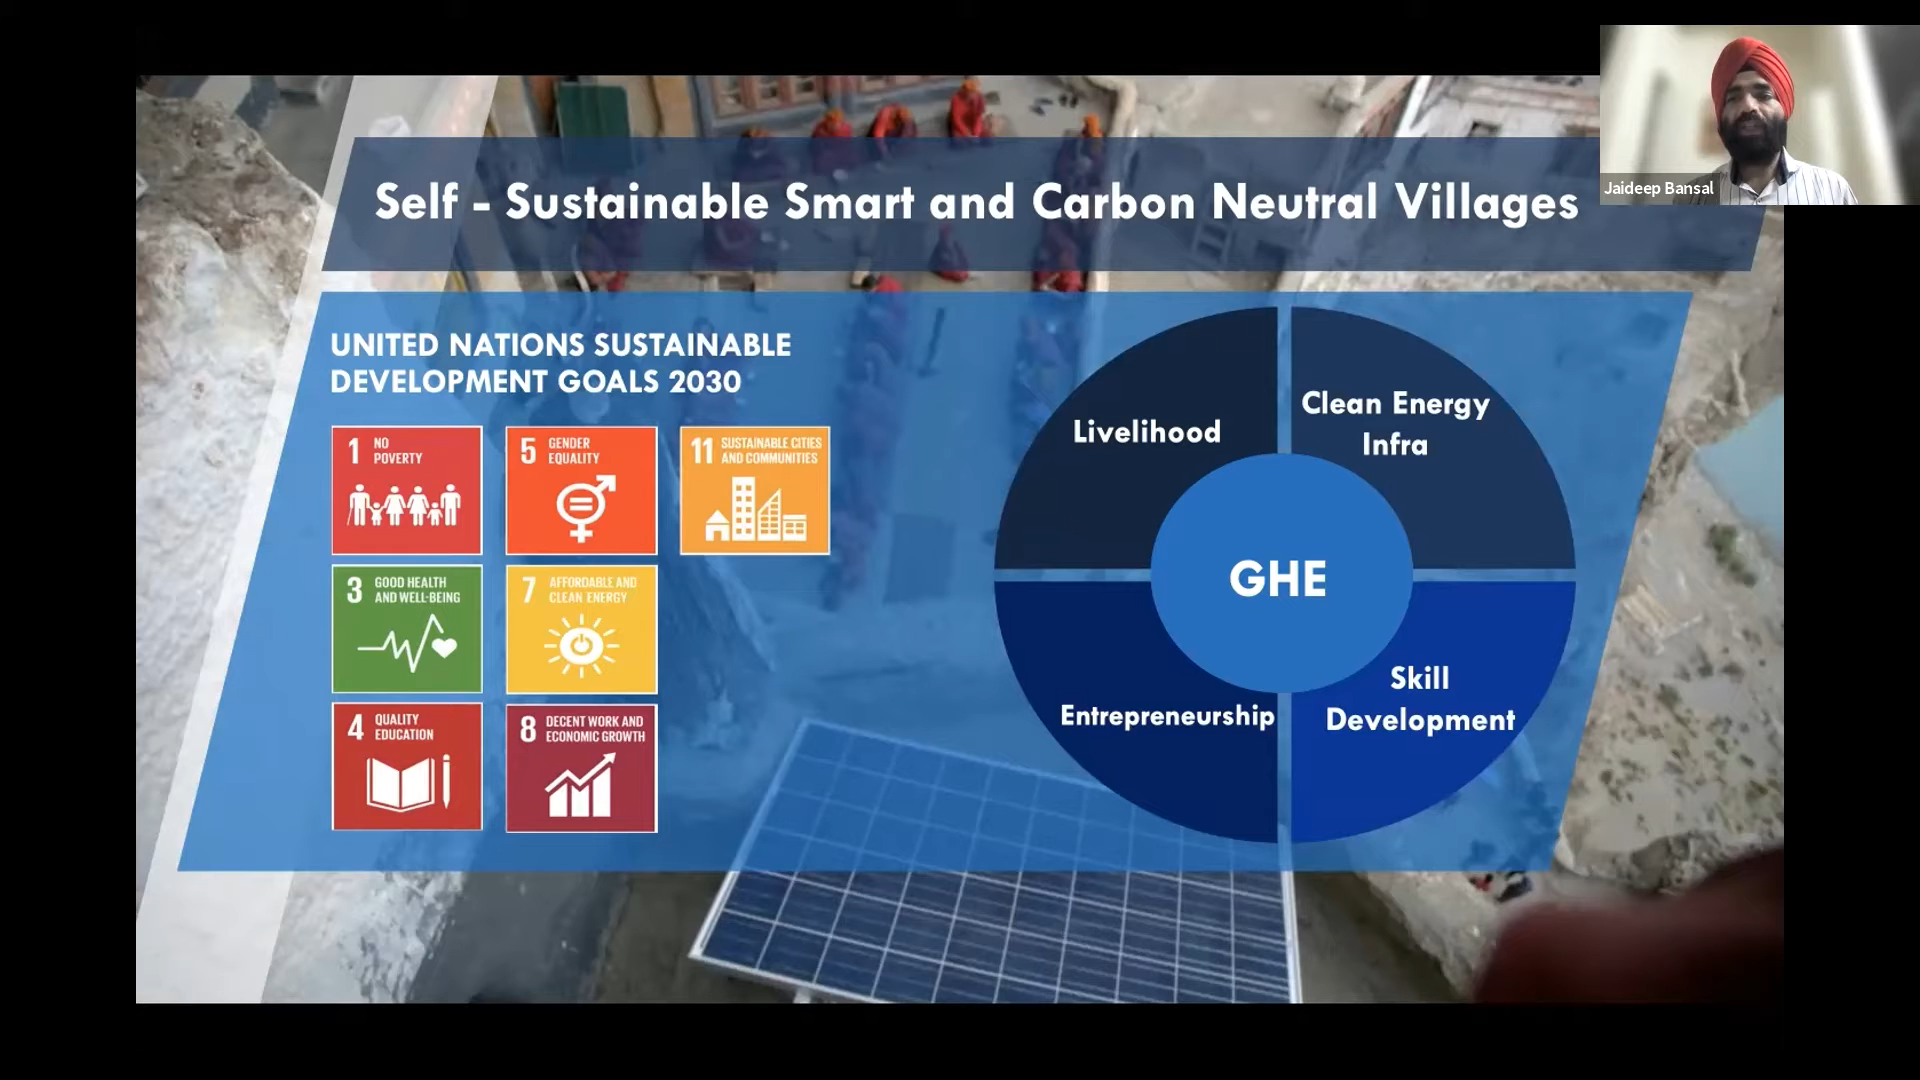 Jaideep Bansal
Self - Sustainable Smart and Carbon Neutral Villages
UNITED NATIONS SUSTAINABLE
DEVELOPMENT GOALS 2030
1 NO
POVERTY
5 GENDER
EQUALITY
11 SUSTAINABLE CITIES
AND COMMUNITIES
3 GOOD HEALTH
AND WELL-BEING
7 AFFORDABLE AND
CLEAN ENERGY
4 QUALITY
EDUCATION
8 DECENT WORK AND
ECONOMIC GROWTH
Livelihood
Clean Energy
Infra
GHE
Entrepreneurship
Skill
Development